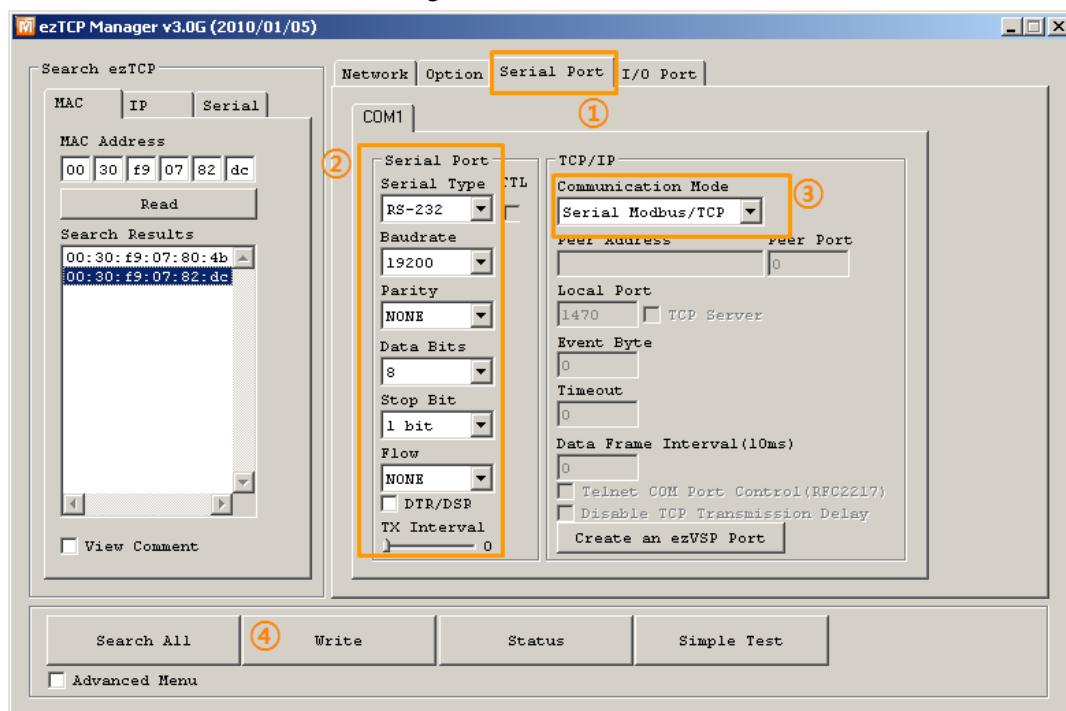 ezTCP Manager v3.0G (2010/01/05)
Search ezTCP
MAC IP Serial
MAC Address
00 30 f9 07 82 dc
Read
Search Results
00:30:f9:07:80:4b
00:30:f9:07:82:dc
View Comment
Network Option Serial Port I/O Port
①
COM1
②
Serial Port
Serial Type TTL
RS-232
Baudrate
19200
Parity
NONE
Data Bits
8
Stop Bit
1 bit
Flow
NONE
DTR/DSR
TX Interval
0
TCP/IP
Communication Mode
③
Serial Modbus/TCP
Peer Address Peer Port
0
Local Port
1470 TCP Server
Event Byte
0
Timeout
0
Data Frame Interval(10ms)
0
Telnet COM Port Control(RFC2217)
Disable TCP Transmission Delay
Create an ezVSP Port
Search All ④ Write Status Simple Test
Advanced Menu